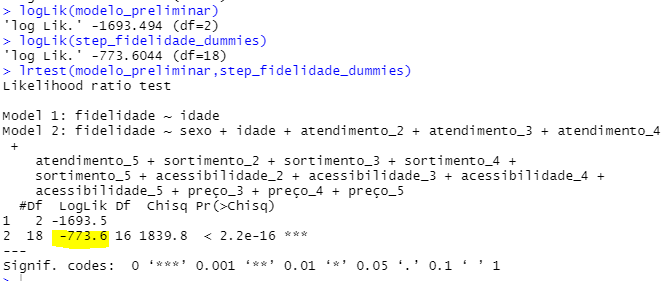 > logLik(modelo_preliminar)
'log Lik.' -1693.494 (df=2)
> logLik(step_fidelidade_dummies)
'log Lik.' -773.6044 (df=18)
> lrtest(modelo_preliminar,step_fidelidade_dummies)
Likelihood ratio test

Model 1: fidelidade ~ idade
Model 2: fidelidade ~ sexo + idade + atendimento_2 + atendimento_3 + atendimento_4
+
    atendimento_5 + sortimento_2 + sortimento_3 + sortimento_4 +
    sortimento_5 + acessibilidade_2 + acessibilidade_3 + acessibilidade_4 +
    acessibilidade_5 + preço_3 + preço_4 + preço_5
  #Df  LogLik Df  Chisq Pr(>Chisq)
1   2 -1693.5
2  18  -773.6 16 1839.8  < 2.2e-16 ***
---
Signif. codes:  0 ‘***’ 0.001 ‘**’ 0.01 ‘*’ 0.05 ‘.’ 0.1 ‘ ’ 1
>